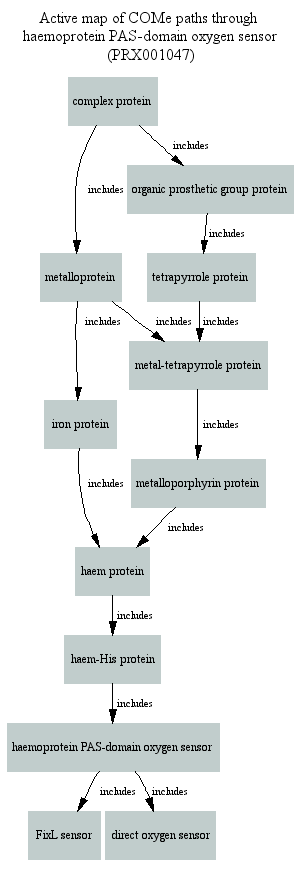 Active map of COMe paths through
haemoprotein PAS-domain oxygen sensor
(PRX001047)
complex protein
includes
organic prosthetic group protein
includes
includes
metalloprotein
tetrapyrrole protein
includes
includes
includes
metal-tetrapyrrole protein
iron protein
includes
metalloporphyrin protein
includes
includes
haem protein
includes
haem-His protein
includes
haemoprotein PAS-domain oxygen sensor
includes
includes
FixL sensor
direct oxygen sensor